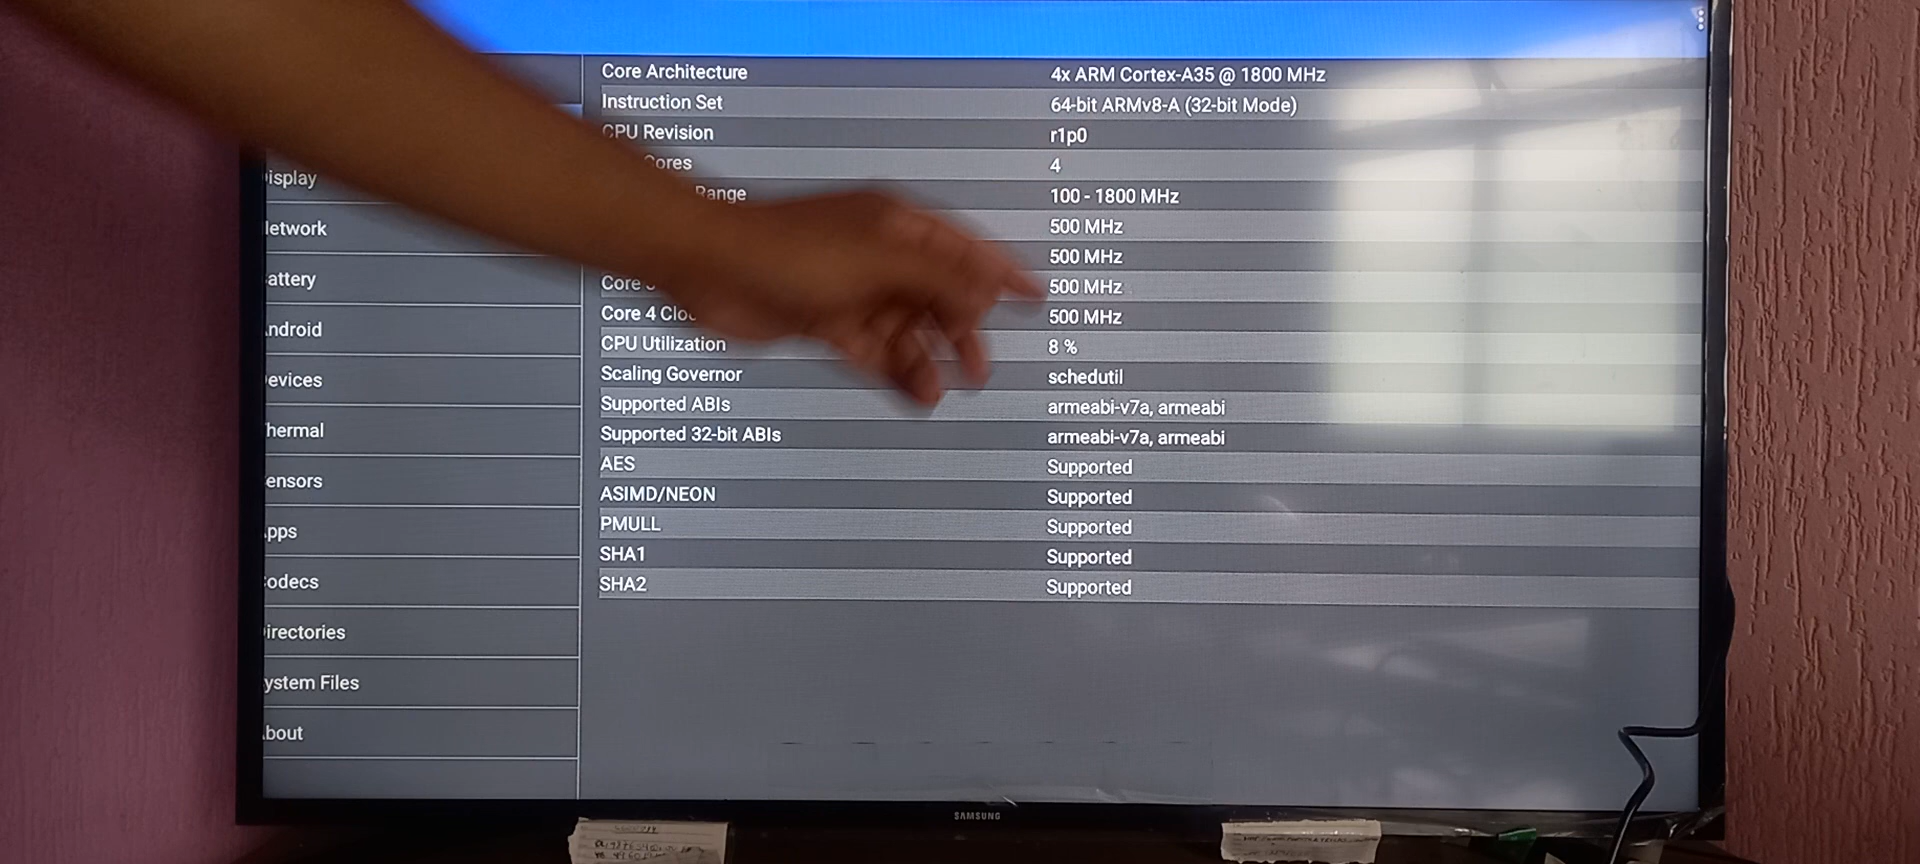 Core Architecture 4x ARM Cortex-A35 @ 1800 MHz
Instruction Set 64-bit ARMv8-A (32-bit Mode)
CPU Revision r1p0
Cores 4
Range 100 - 1800 MHz
500 MHz
500 MHz
Core 500 MHz
Core 4 Cloc 500 MHz
CPU Utilization 8 %
Scaling Governor schedutil
Supported ABIs armeabi-v7a, armeabi
Supported 32-bit ABIs armeabi-v7a, armeabi
AES Supported
ASIMD/NEON Supported
PMULL Supported
SHA1 Supported
SHA2 Supported
isplay
etwork
attery
ndroid
evices
hermal
ensors
pps
odecs
irectories
ystem Files
bout
SAMSUNG